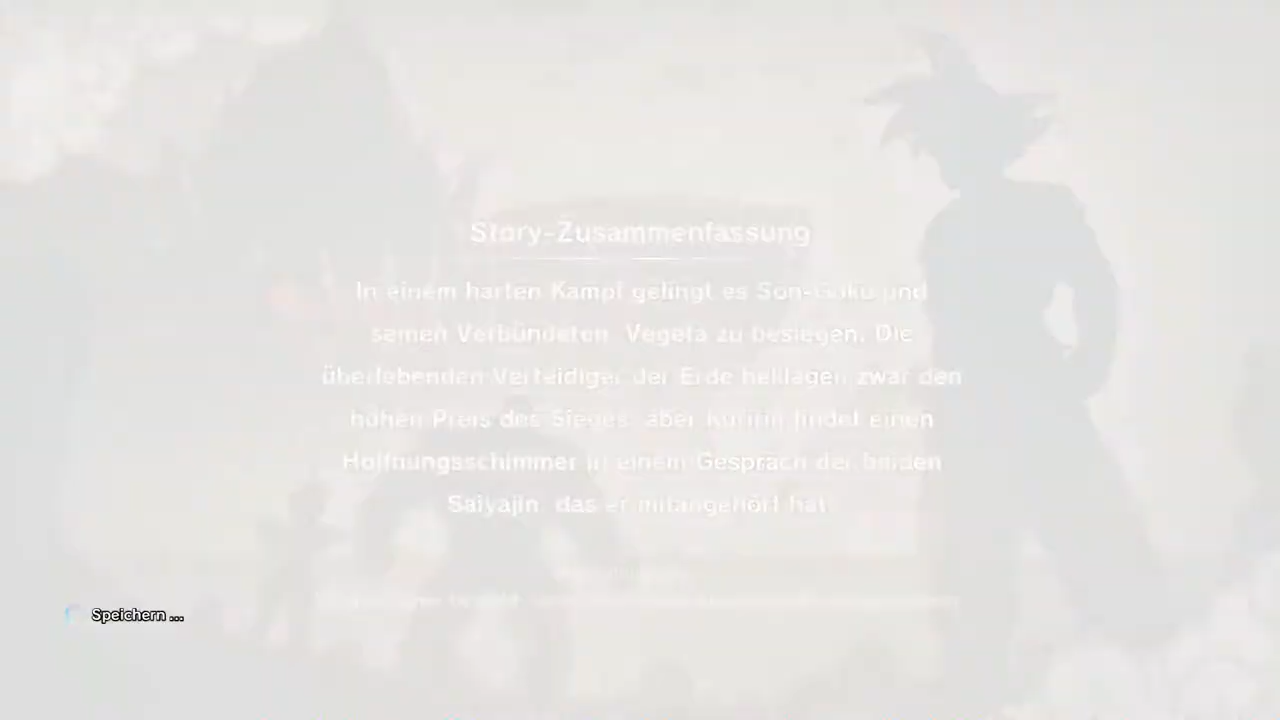 Story-Zusammenfassung
In einem harten Kampf gelingt es Son-Goku und
seinen Verbündeten, Vegeta zu besiegen. Die
überlebenden Verteidiger der Erde beklagen zwar den
hohen Preis des Sieges, aber Kuririn findet einen
Hoffnungsschimmer in einem Gespräch der beiden
Saiyajin, das er mitangehört hat.
Speichern ...